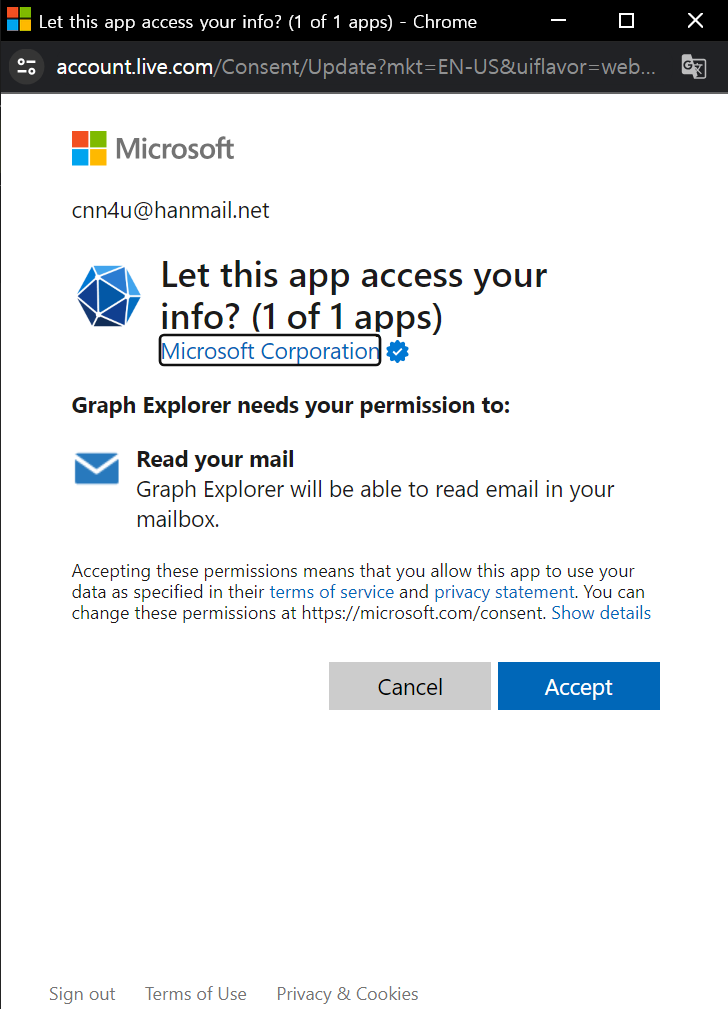 Let this app access your info? (1 of 1 apps) - Chrome
account.live.com/Consent/Update?mkt=EN-US&uiflavor=web...
Microsoft
cnn4u@hanmail.net
Let this app access your
info? (1 of 1 apps)
Microsoft Corporation
Graph Explorer needs your permission to:
Read your mail
Graph Explorer will be able to read email in your
mailbox.
Accepting these permissions means that you allow this app to use your
data as specified in their terms of service and privacy statement. You can
change these permissions at https://microsoft.com/consent. Show details
Cancel Accept
Sign out Terms of Use Privacy & Cookies